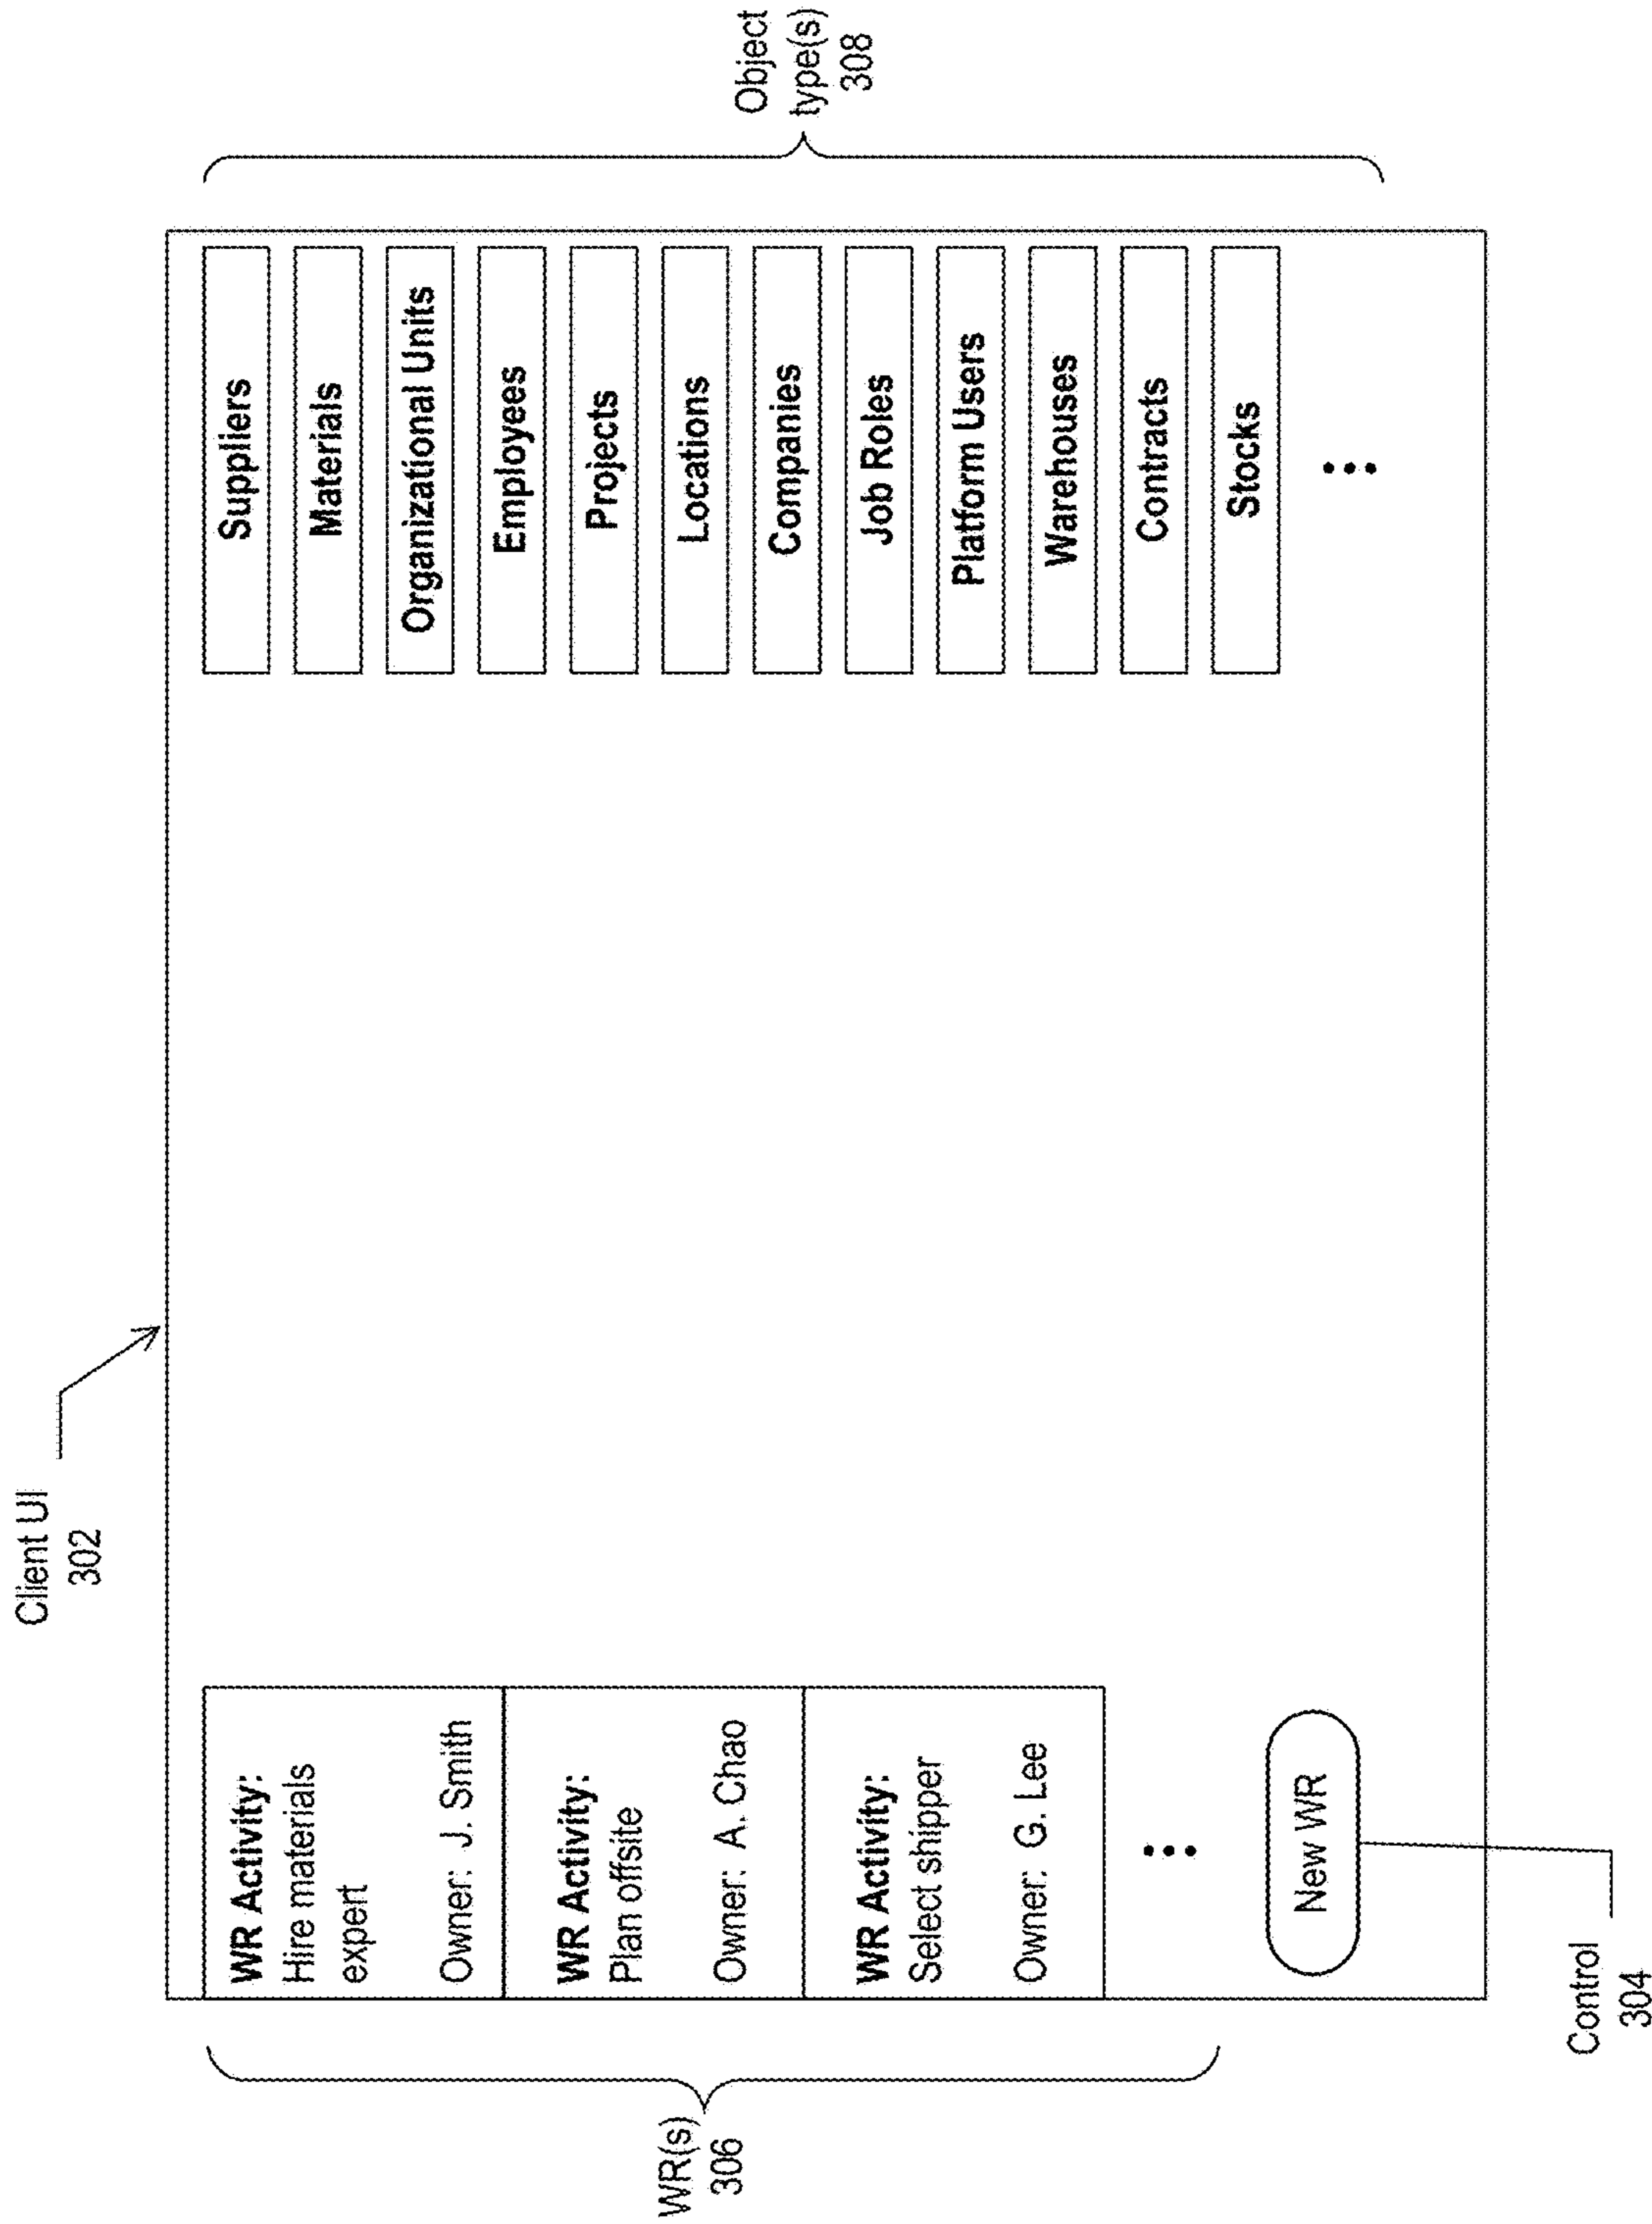 Client UI
302
WR(s)
306
WR Activity:
Hire materials
expert
Owner: J. Smith
WR Activity:
Plan offsite
Owner: A. Chao
WR Activity:
Select shipper
Owner: G. Lee
New WR
Control
304
Suppliers
Materials
Organizational Units
Employees
Projects
Locations
Companies
Job Roles
Platform Users
Warehouses
Contracts
Stocks
Object
type(s)
308